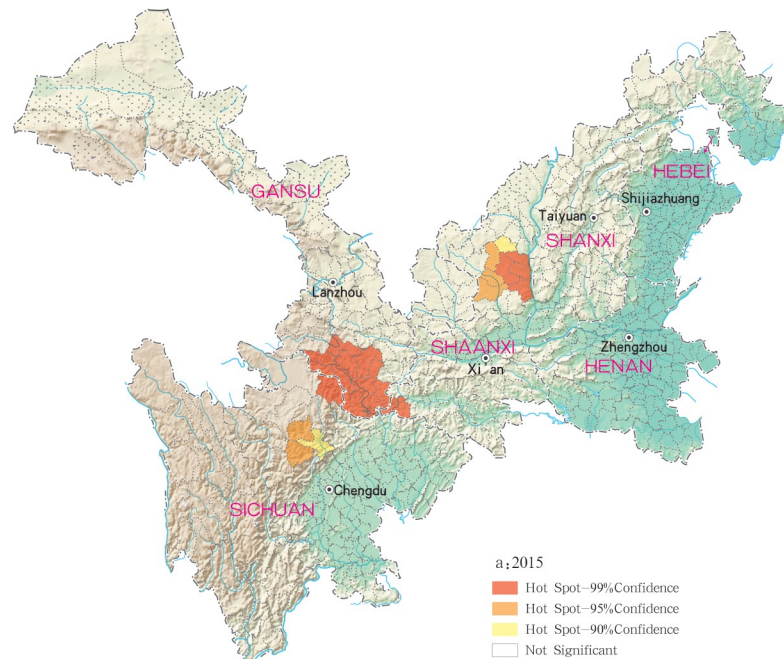 HEBEI
GANSU
Shijiazhuang
Taiyuan
SHANXI
Lanzhou
SHAANXI
Zhengzhou
Xi an
HENAN
Chengdu
SICHUAN
a:2015
Hot Spot-99%Confidence
Hot Spot-95%Confidence
Hot Spot-90%Confidence
Not Significant